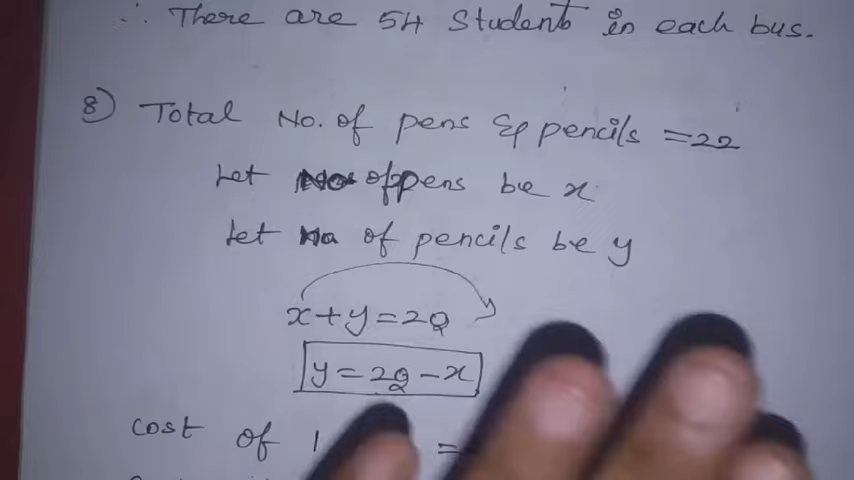 ∴ There are 54 Student in each bus.
8) Total No. of pens & pencils = 22
Let No of pens be x
Let No of pencils be y
x + y = 22
y = 22 - x
cost of 1 =